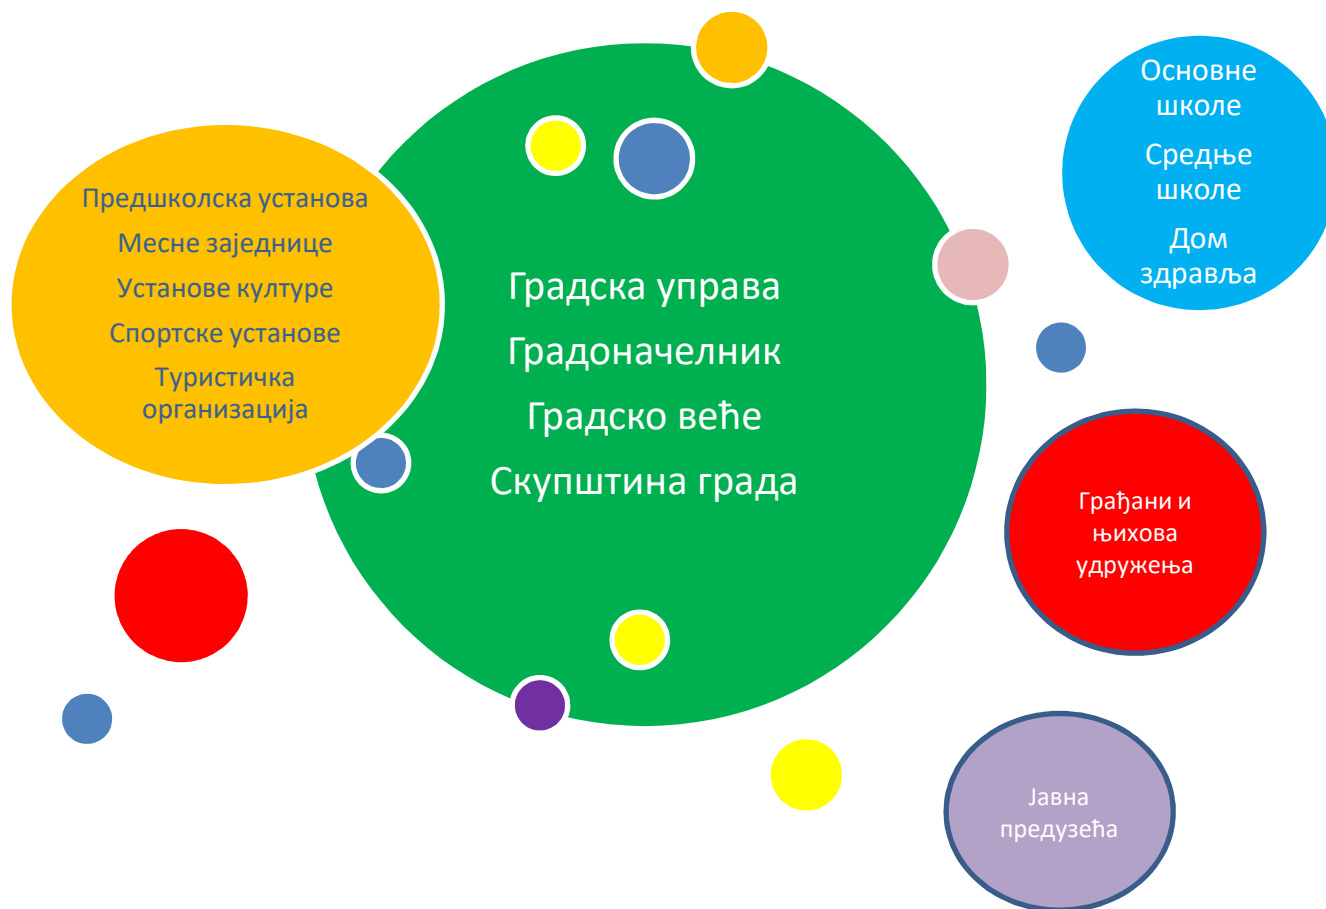 Предшколска установа
Месне заједнице
Установе културе
Спортске установе
Туристичка
организација
Градска управа
Градоначелник
Градско веће
Скупштина града
Основне
школе
Средње
школе
Дом
здравља
Грађани и
њихова
удружења
Јавна
предузећа